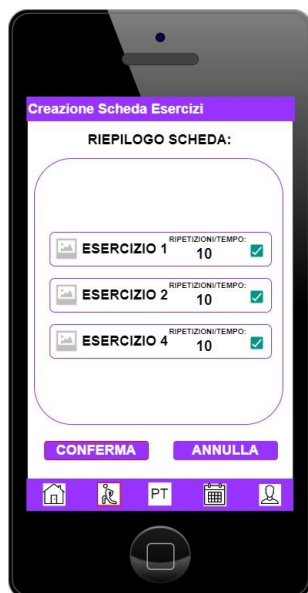 Creazione Scheda Esercizi
RIEPILOGO SCHEDA:
RIPETIZIONI/TEMPO:
ESERCIZIO 1
10
RIPETIZIONI/TEMPO:
ESERCIZIO 2
10
RIPETIZIONI/TEMPO:
ESERCIZIO 4
10
CONFERMA
ANNULLA
PT